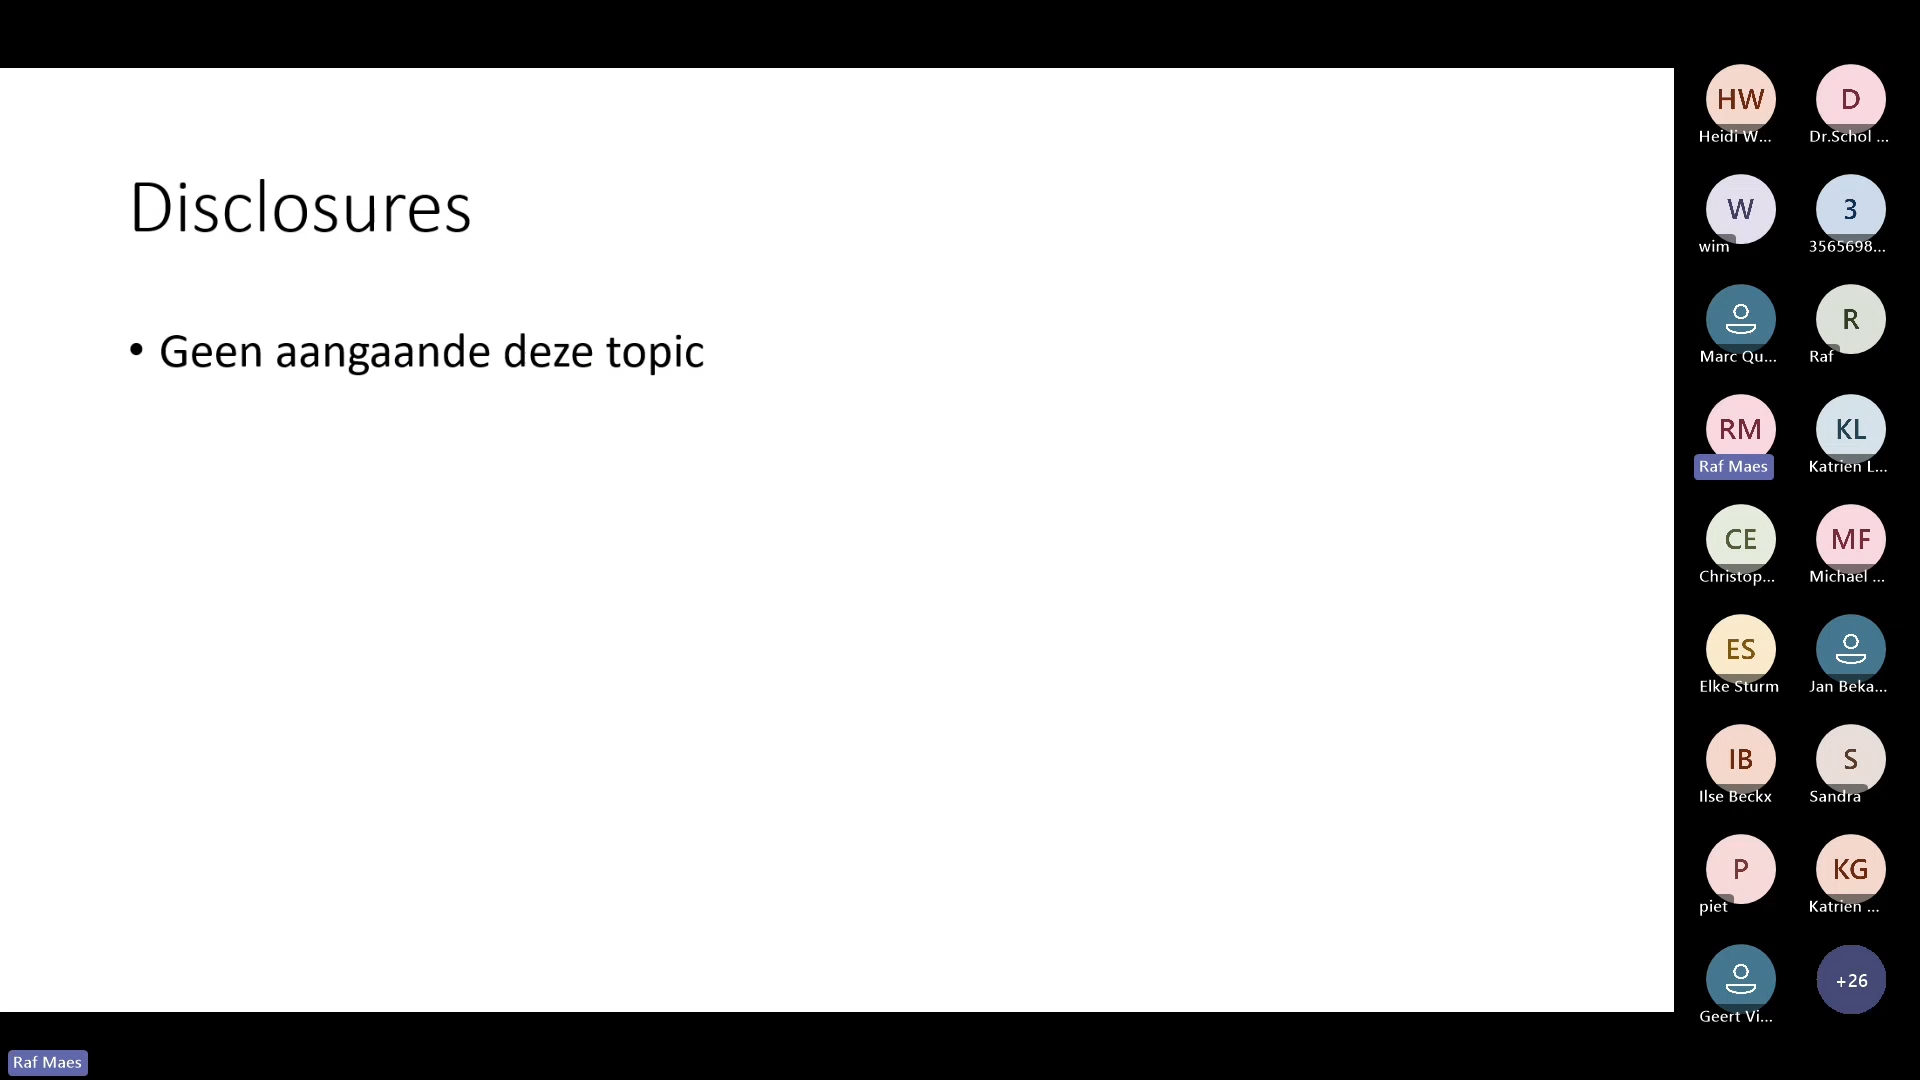 Disclosures
• Geen aangaande deze topic
HW
Heidi W...
D
Dr.Schol ...
W
wim
3
3565698...
Marc Qu...
R
Raf
RM
Raf Maes
KL
Katrien L...
CE
Christop...
MF
Michael ...
ES
Elke Sturm
Jan Beka...
IB
Ilse Beckx
S
Sandra
P
piet
KG
Katrien ...
Geert Vi...
+26
Raf Maes